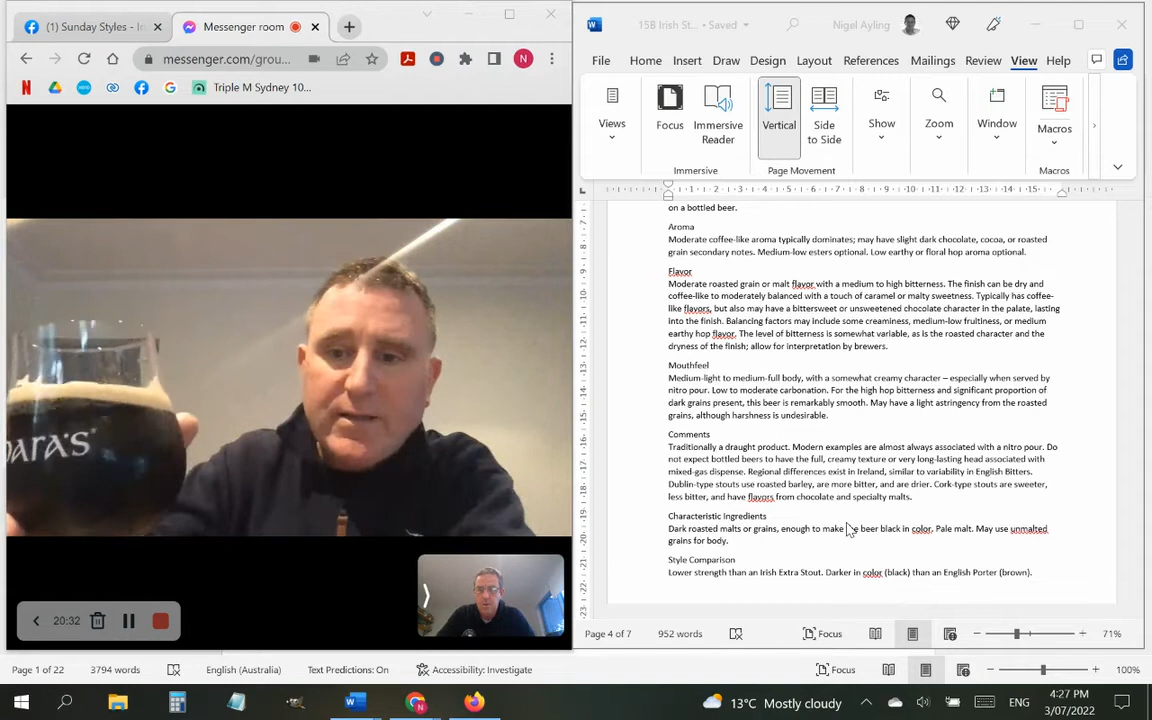 (1) Sunday Styles - I
Messenger room
messenger.com/grou...
N
Triple M Sydney 10...
'ARA'S
20:32
15B Irish St... • Saved
Nigel Ayling
File Home Insert Draw Design Layout References Mailings Review View Help
Views
Focus
Immersive
Reader
Vertical
Side
to Side
Show
Zoom
Window
Macros
Immersive
Page Movement
Macros
1 2 3 4 5 6 7 8 9 10 11 12 13 14 15
on a bottled beer.
Aroma
Moderate coffee-like aroma typically dominates; may have slight dark chocolate, cocoa, or roasted
grain secondary notes. Medium-low esters optional. Low earthy or floral hop aroma optional.
Flavor
Moderate roasted grain or malt flavor with a medium to high bitterness. The finish can be dry and
coffee-like to moderately balanced with a touch of caramel or malty sweetness. Typically has coffee-
like flavors, but also may have a bittersweet or unsweetened chocolate character in the palate, lasting
into the finish. Balancing factors may include some creaminess, medium-low fruitiness, or medium
earthy hop flavor. The level of bitterness is somewhat variable, as is the roasted character and the
dryness of the finish; allow for interpretation by brewers.
Mouthfeel
Medium-light to medium-full body, with a somewhat creamy character – especially when served by
nitro pour. Low to moderate carbonation. For the high hop bitterness and significant proportion of
dark grains present, this beer is remarkably smooth. May have a light astringency from the roasted
grains, although harshness is undesirable.
Comments
Traditionally a draught product. Modern examples are almost always associated with a nitro pour. Do
not expect bottled beers to have the full, creamy texture or very long-lasting head associated with
mixed-gas dispense. Regional differences exist in Ireland, similar to variability in English Bitters.
Dublin-type stouts use roasted barley, are more bitter, and are drier. Cork-type stouts are sweeter,
less bitter, and have flavors from chocolate and specialty malts.
Characteristic Ingredients
Dark roasted malts or grains, enough to make the beer black in color. Pale malt. May use unmalted
grains for body.
Style Comparison
Lower strength than an Irish Extra Stout. Darker in color (black) than an English Porter (brown).
Page 4 of 7 952 words Focus 71%
Page 1 of 22 3794 words English (Australia) Text Predictions: On Accessibility: Investigate Focus 100%
13°C Mostly cloudy ENG 4:27 PM
3/07/2022